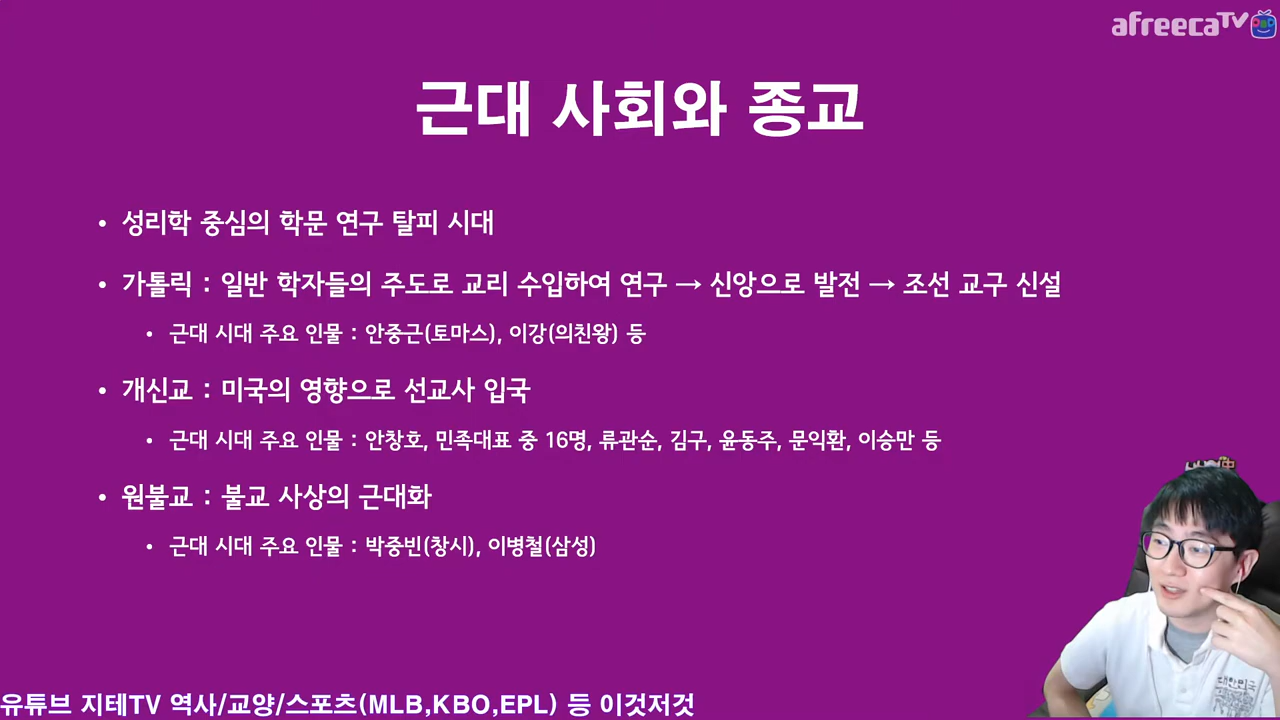 afreecaTV
근대 사회와 종교
• 성리학 중심의 학문 연구 탈피 시대
• 가톨릭 : 일반 학자들의 주도로 교리 수입하여 연구 → 신앙으로 발전 → 조선 교구 신설
• 근대 시대 주요 인물 : 안중근(토마스), 이강(의친왕) 등
• 개신교 : 미국의 영향으로 선교사 입국
• 근대 시대 주요 인물 : 안창호, 민족대표 중 16명, 류관순, 김구, 윤동주, 문익환, 이승만 등
• 원불교 : 불교 사상의 근대화
• 근대 시대 주요 인물 : 박중빈(창시), 이병철(삼성)
대한민국
유튜브 지테TV 역사/교양/스포츠(MLB,KBO,EPL) 등 이것저것